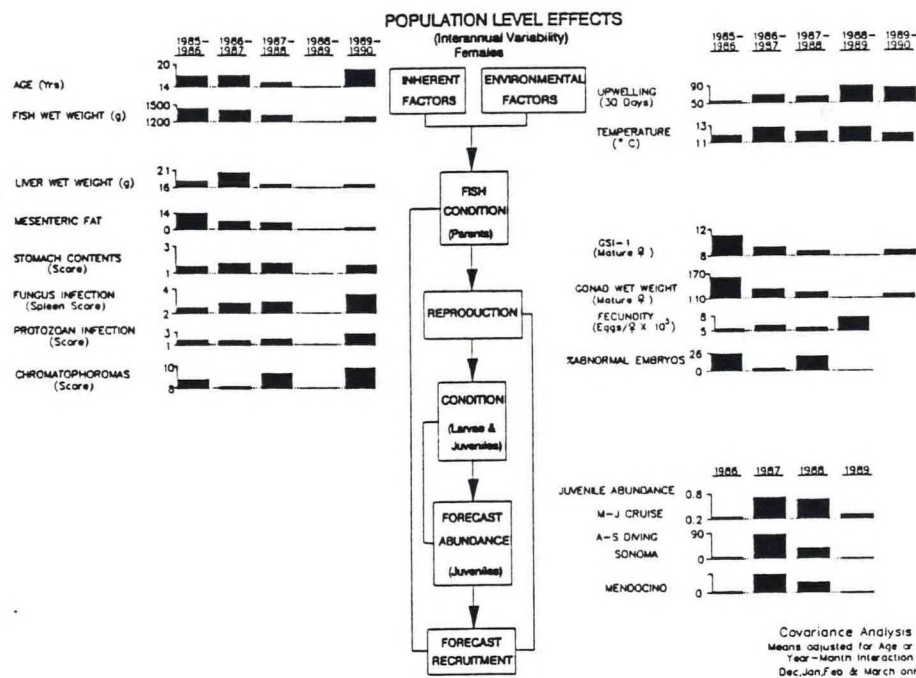 POPULATION LEVEL EFFECTS
(Interannual Variability)
Females
1985-1986 1986-1987 1987-1988 1988-1989 1989-1990
AGE (Yrs) 20 14
FISH WET WEIGHT (g) 1500 1200
LIVER WET WEIGHT (g) 21 16
MESENTERIC FAT 14 0
STOMACH CONTENTS (Score) 3 1
FUNGUS INFECTION (Spleen Score) 4 2
PROTOZOAN INFECTION (Score) 3 1
CHROMATOPHOROMAS (Score) 10 8
INHERENT FACTORS
ENVIRONMENTAL FACTORS
FISH CONDITION (Parents)
REPRODUCTION
CONDITION (Larvae & Juveniles)
FORECAST ABUNDANCE (Juveniles)
FORECAST RECRUITMENT
1985-1986 1986-1987 1987-1988 1988-1989 1989-1990
UPWELLING (30 Days) 90 50
TEMPERATURE (° C) 13 11
GSI-1 (Mature ♀) 12 8
GONAD WET WEIGHT (Mature ♀) 170 110
FECUNDITY (Eggs/♀ X 10⁵) 8 5
%ABNORMAL EMBRYOS 26 0
1986 1987 1988 1989
JUVENILE ABUNDANCE
M-J CRUISE 0.8 0.2
A-S DIVING
SONOMA 90 0
MENDOCINO 0
Covariance Analysis
Means adjusted for Age or
Year-Month Interaction
Dec,Jan,Feb & March